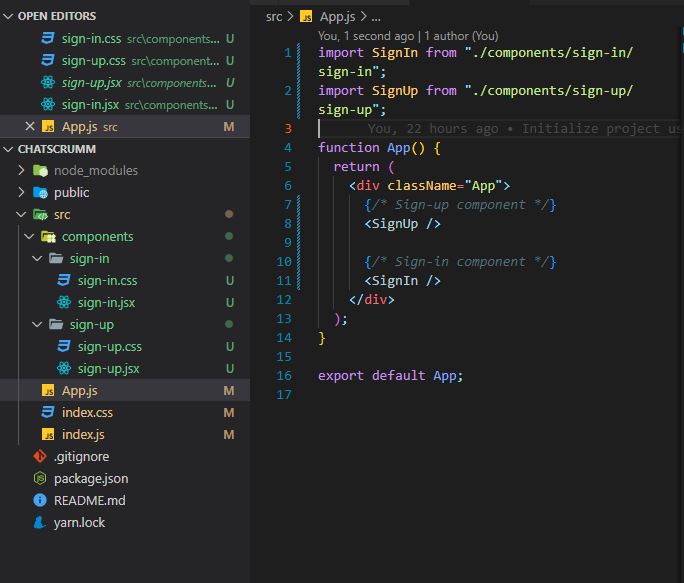 OPEN EDITORS
sign-in.css src\components... U
sign-up.css src\component... U
sign-up.jsx src\components... U
sign-in.jsx src\components... U
App.js src M
CHATSCRUMM
node_modules
public
src
components
sign-in
sign-in.css U
sign-in.jsx U
sign-up
sign-up.css U
sign-up.jsx U
App.js M
index.css M
index.js M
.gitignore
package.json
README.md
yarn.lock
src > JS App.js > ...
You, 1 second ago | 1 author (You)
1 import SignIn from "./components/sign-in/
sign-in";
2 import SignUp from "./components/sign-up/
sign-up";
3 You, 22 hours ago • Initialize project us
4 function App() {
5 return (
6 <div className="App">
7 {/* Sign-up component */}
8 <SignUp />
9
10 {/* Sign-in component */}
11 <SignIn />
12 </div>
13 );
14 }
15
16 export default App;
17